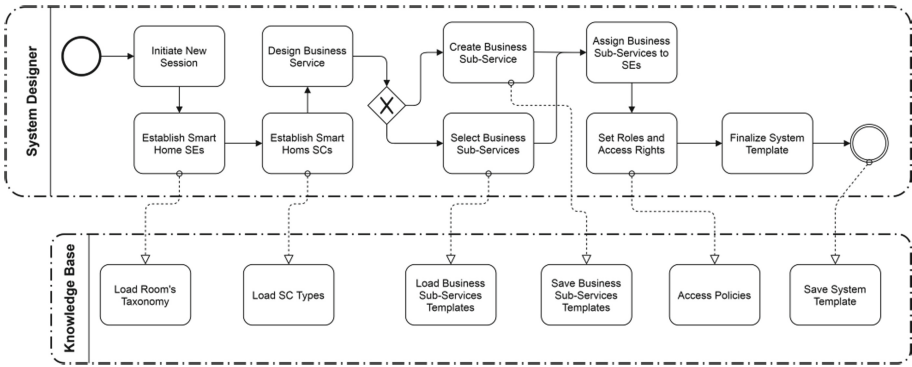 System Designer
Initiate New
Session
Design Business
Service
Create Business
Sub-Service
Assign Business
Sub-Services to
SEs
Establish Smart
Home SEs
Establish Smart
Homs SCs
X
Select Business
Sub-Services
Set Roles and
Access Rights
Finalize System
Template
Knowledge Base
Load Room's
Taxonomy
Load SC Types
Load Business
Sub-Services
Templates
Save Business
Sub-Services
Templates
Access Policies
Save System
Template